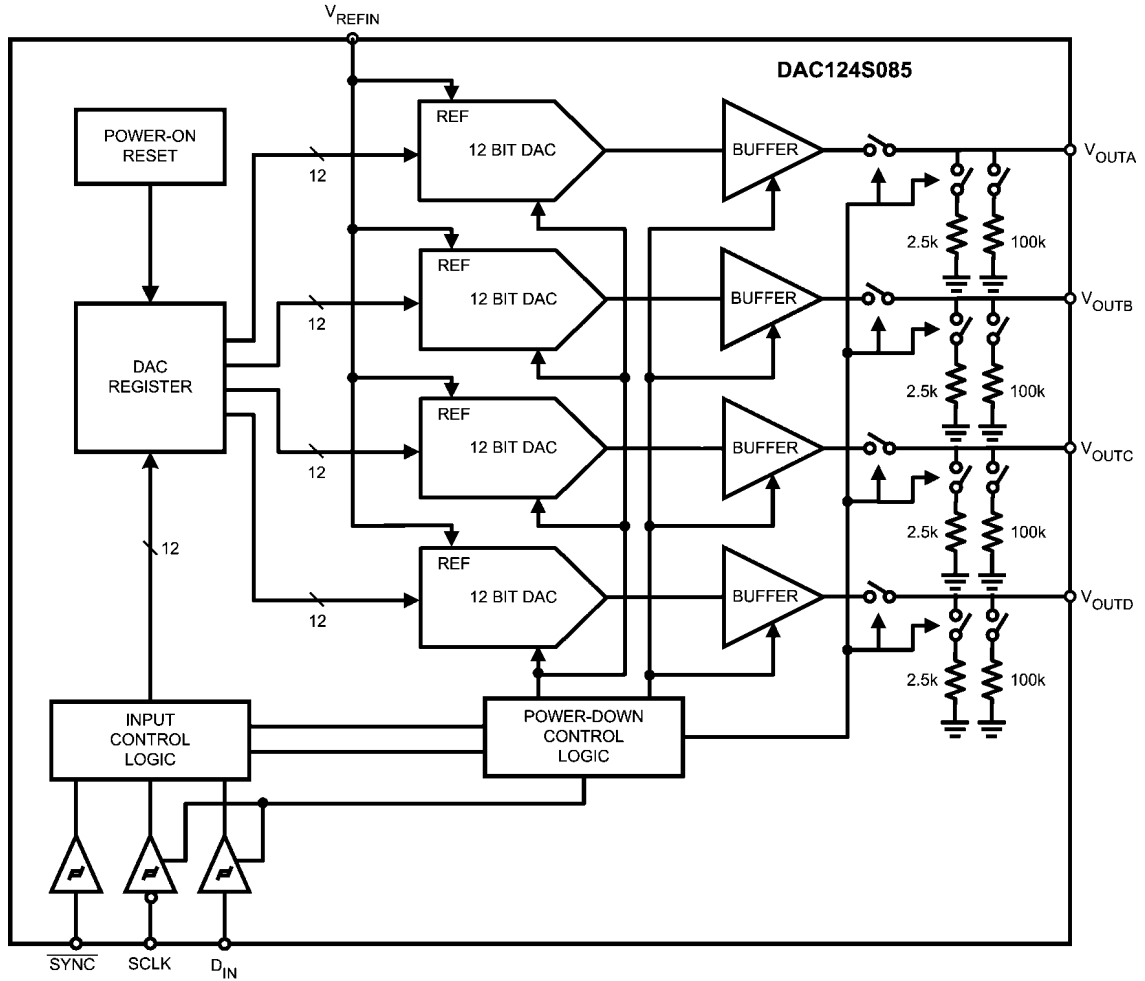 VREFIN
DAC124S085
POWER-ON
RESET
REF
12 BIT DAC
BUFFER
VOUTA
12
2.5k
100k
REF
12 BIT DAC
BUFFER
VOUTB
12
DAC
REGISTER
2.5k
100k
REF
12 BIT DAC
BUFFER
VOUTC
12
12
2.5k
100k
REF
12 BIT DAC
BUFFER
VOUTD
12
2.5k
100k
INPUT
CONTROL
LOGIC
POWER-DOWN
CONTROL
LOGIC
SYNC
SCLK
DIN